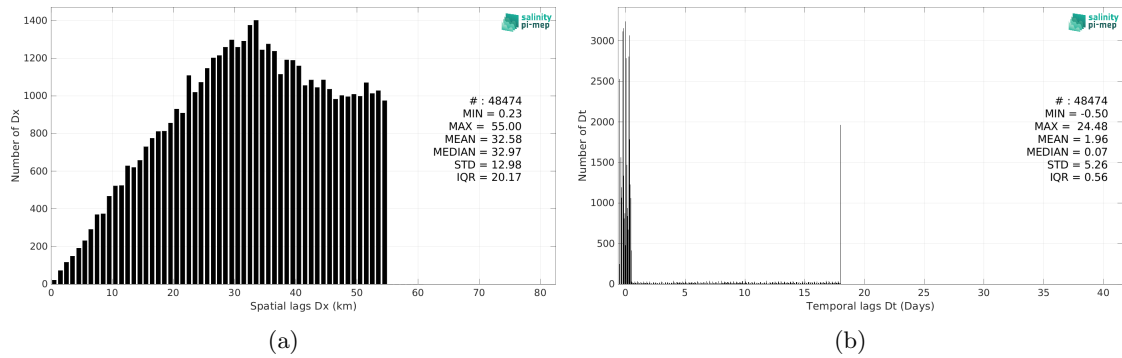 salinity
pi-mep
1400
1200
1000
800
600
400
200
0
Number of Dx
# : 48474
MIN = 0.23
MAX = 55.00
MEAN = 32.58
MEDIAN = 32.97
STD = 12.98
IQR = 20.17
0 10 20 30 40 50 60 70 80
Spatial lags Dx (km)
(a)
salinity
pi-mep
3000
2500
2000
1500
1000
500
0
Number of Dt
# : 48474
MIN = -0.50
MAX = 24.48
MEAN = 1.96
MEDIAN = 0.07
STD = 5.26
IQR = 0.56
0 5 10 15 20 25 30 35 40
Temporal lags Dt (Days)
(b)